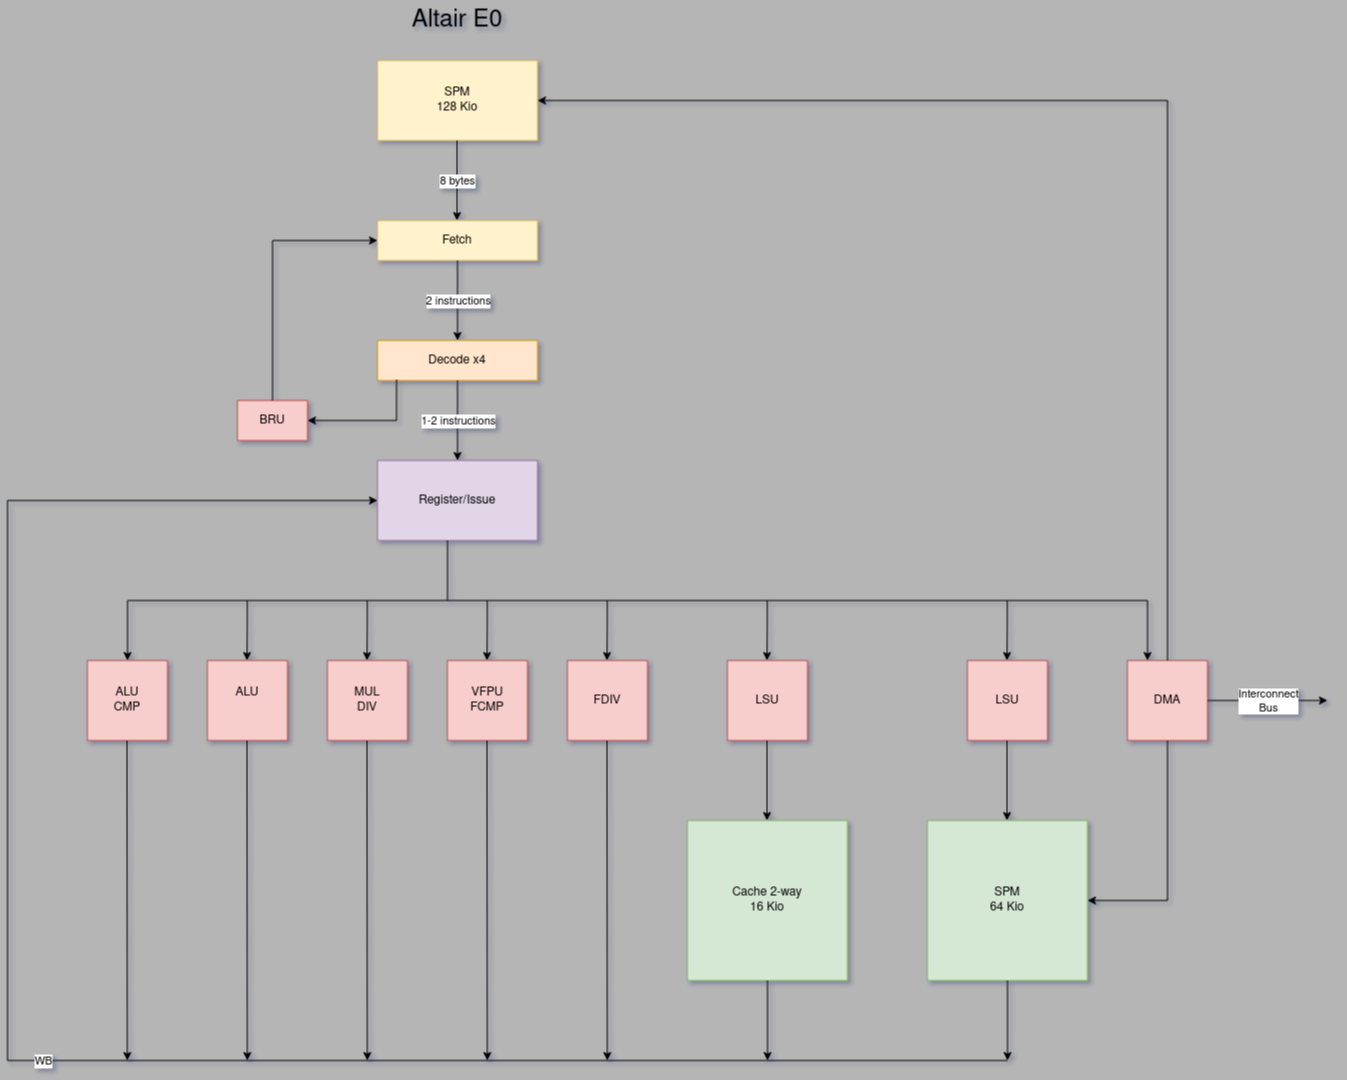 Altair E0
SPM
128 Kio
8 bytes
Fetch
2 instructions
Decode x4
BRU
1-2 instructions
Register/Issue
ALU
CMP
ALU
MUL
DIV
VFPU
FCMP
FDIV
LSU
LSU
DMA
Interconnect
Bus
Cache 2-way
16 Kio
SPM
64 Kio
WB